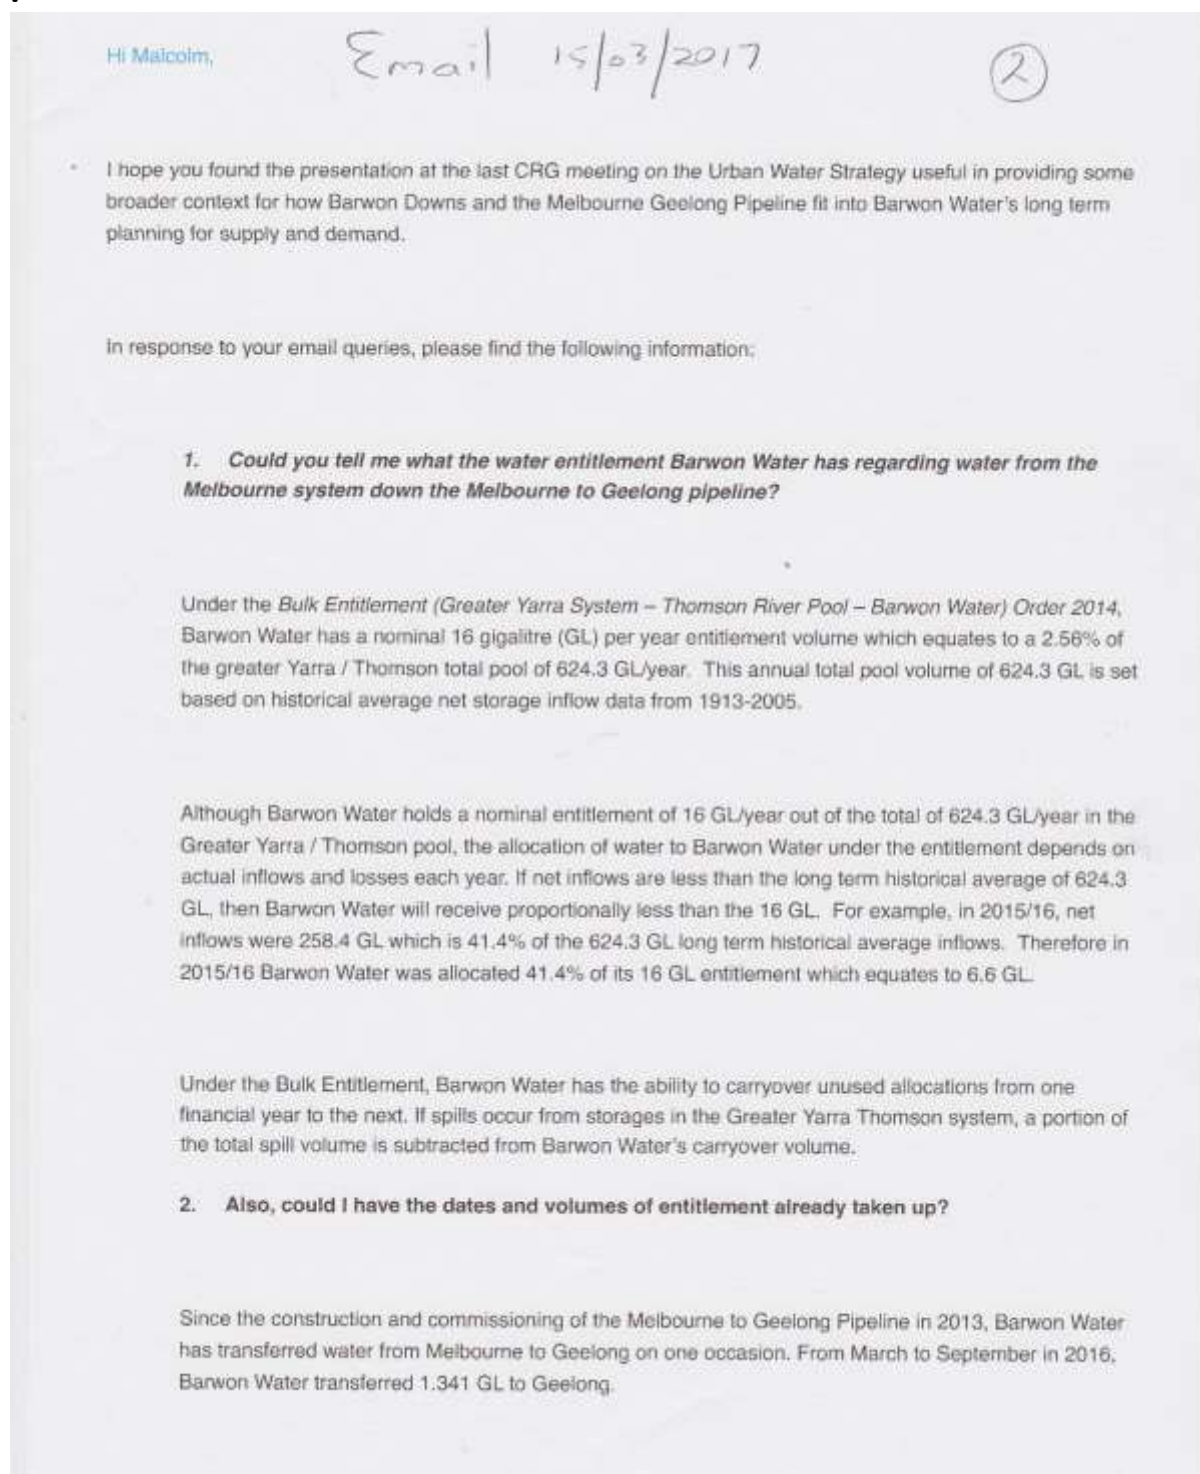 Hi Malcolm,
Email 15/03/2017
2
I hope you found the presentation at the last CRG meeting on the Urban Water Strategy useful in providing some
broader context for how Barwon Downs and the Melbourne Geelong Pipeline fit into Barwon Water's long term
planning for supply and demand.
In response to your email queries, please find the following information:
1. Could you tell me what the water entitlement Barwon Water has regarding water from the
Melbourne system down the Melbourne to Geelong pipeline?
Under the Bulk Entitlement (Greater Yarra System – Thomson River Pool – Barwon Water) Order 2014,
Barwon Water has a nominal 16 gigalitre (GL) per year entitlement volume which equates to a 2.56% of
the greater Yarra / Thomson total pool of 624.3 GL/year. This annual total pool volume of 624.3 GL is set
based on historical average net storage inflow data from 1913-2005.
Although Barwon Water holds a nominal entitlement of 16 GL/year out of the total of 624.3 GL/year in the
Greater Yarra / Thomson pool, the allocation of water to Barwon Water under the entitlement depends on
actual inflows and losses each year. If net inflows are less than the long term historical average of 624.3
GL, then Barwon Water will receive proportionally less than the 16 GL. For example, in 2015/16, net
inflows were 258.4 GL which is 41.4% of the 624.3 GL long term historical average inflows. Therefore in
2015/16 Barwon Water was allocated 41.4% of its 16 GL entitlement which equates to 6.6 GL.
Under the Bulk Entitlement, Barwon Water has the ability to carryover unused allocations from one
financial year to the next. If spills occur from storages in the Greater Yarra Thomson system, a portion of
the total spill volume is subtracted from Barwon Water's carryover volume.
2. Also, could I have the dates and volumes of entitlement already taken up?
Since the construction and commissioning of the Melbourne to Geelong Pipeline in 2013, Barwon Water
has transferred water from Melbourne to Geelong on one occasion. From March to September in 2016,
Barwon Water transferred 1.341 GL to Geelong.